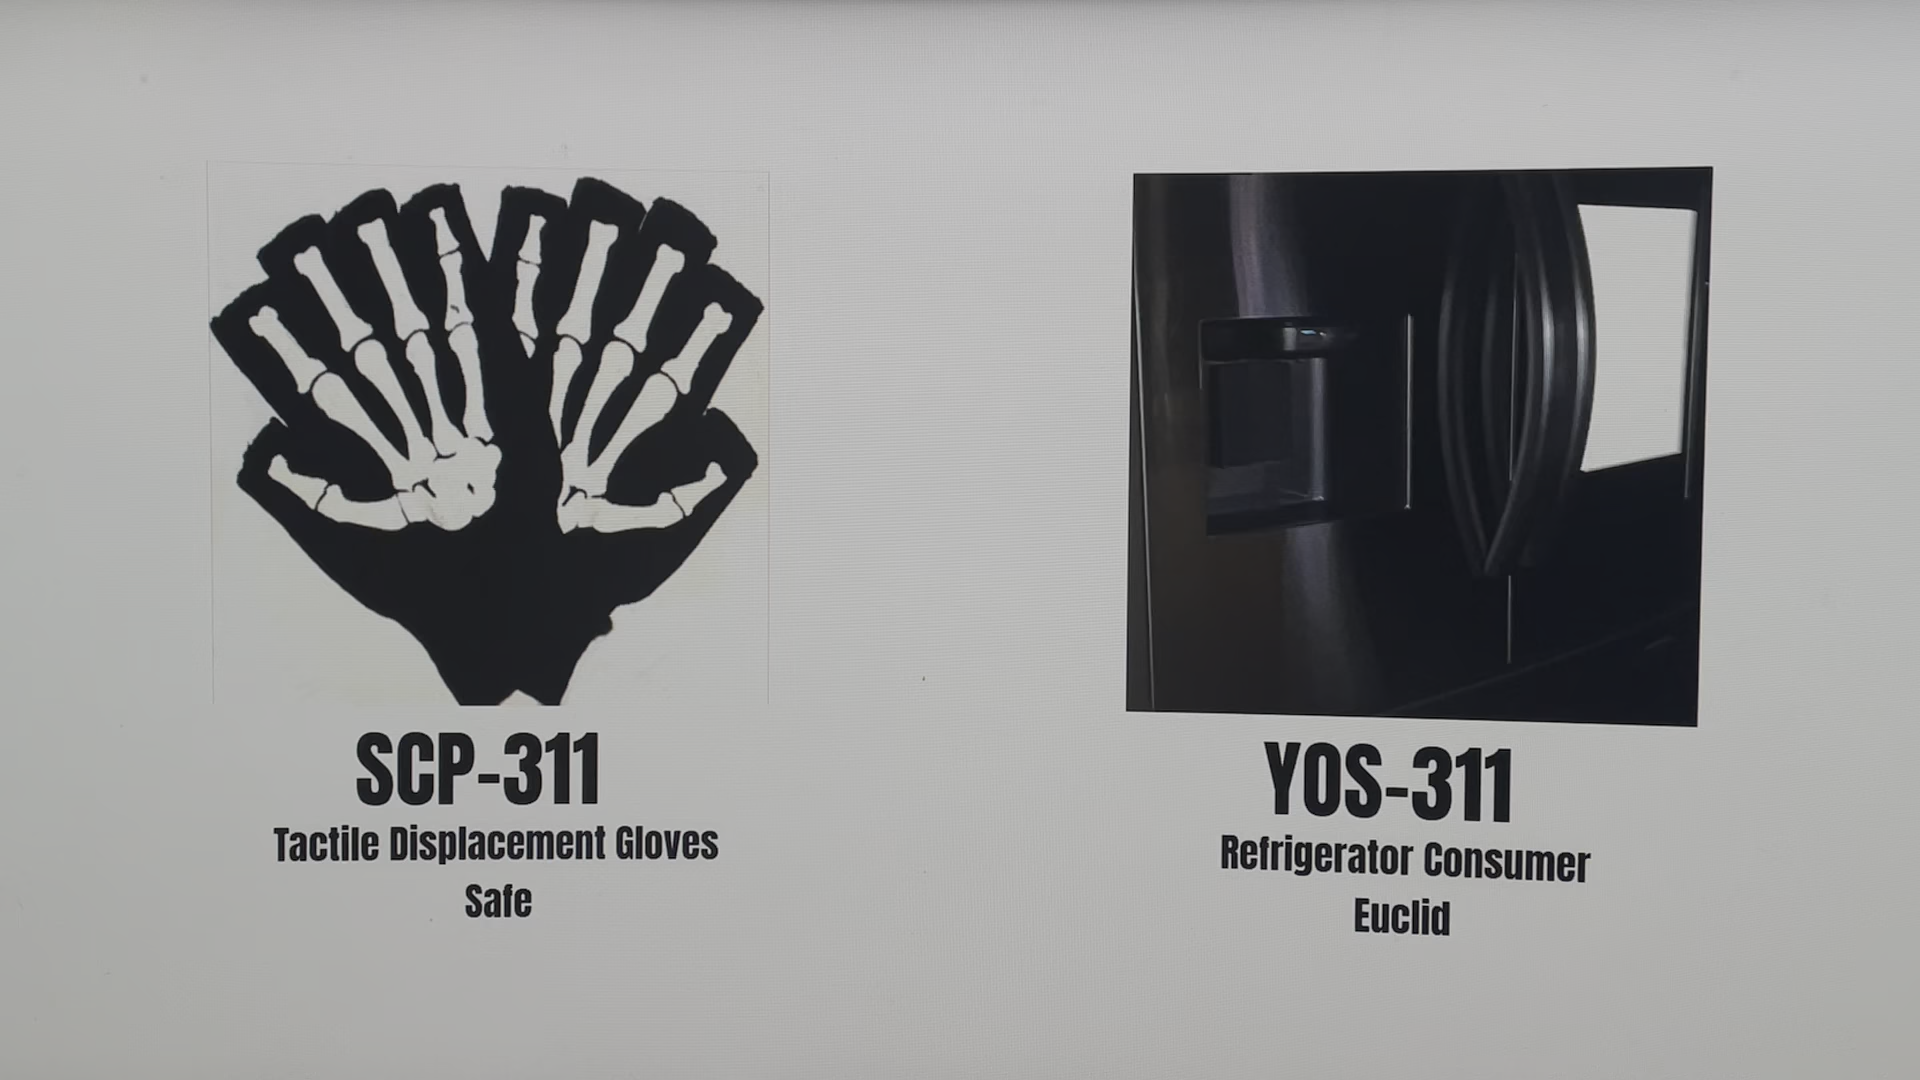 SCP-311
Tactile Displacement Gloves
Safe
YOS-311
Refrigerator Consumer
Euclid